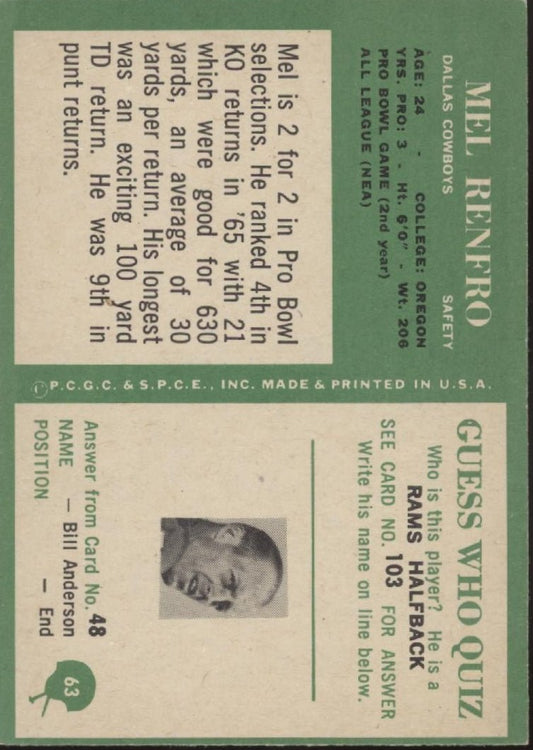 MEL RENFRO
DALLAS COWBOYS SAFETY
AGE: 24 - COLLEGE: OREGON
YRS. PRO: 3 - Ht. 6'0" - Wt. 206
PRO BOWL GAME (2nd year)
ALL LEAGUE (NEA)
Mel is 2 for 2 in Pro Bowl
selections. He ranked 4th in
KO returns in '65 with 21
which were good for 630
yards, an average of 30
yards per return. His longest
was an exciting 100 yard
TD return. He was 9th in
punt returns.
P.C.G.C. & S.P.C.E., INC. MADE & PRINTED IN U.S.A.
GUESS WHO QUIZ
Who is this player? He is a
RAMS HALFBACK
SEE CARD NO. 103 FOR ANSWER
Write his name on line below.
Answer from Card No. 48
NAME — Bill Anderson
POSITION — End
63